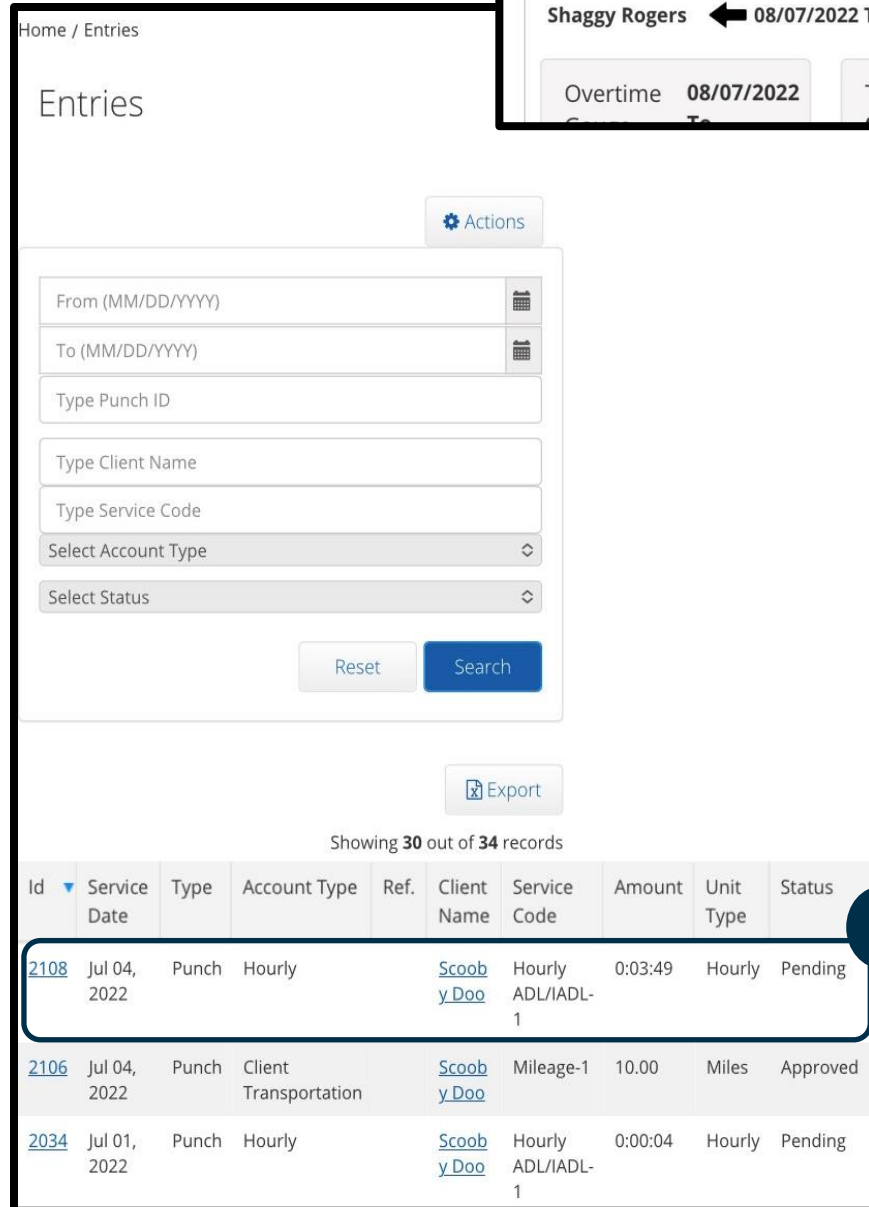 Shaggy Rogers 08/07/2022
Overtime 08/07/2022
To
Home / Entries
Entries
Actions
From (MM/DD/YYYY)
To (MM/DD/YYYY)
Type Punch ID
Type Client Name
Type Service Code
Select Account Type
Select Status
Reset Search
Export
Showing 30 out of 34 records
Id Service Type Account Type Ref. Client Service Amount Unit Status
Date Name Code Type
2108 Jul 04, Punch Hourly Scoob Hourly 0:03:49 Hourly Pending
2022 y Doo ADL/IADL-
1
2106 Jul 04, Punch Client Scoob Mileage-1 10.00 Miles Approved
2022 Transportation y Doo
2034 Jul 01, Punch Hourly Scoob Hourly 0:00:04 Hourly Pending
2022 y Doo ADL/IADL-
1